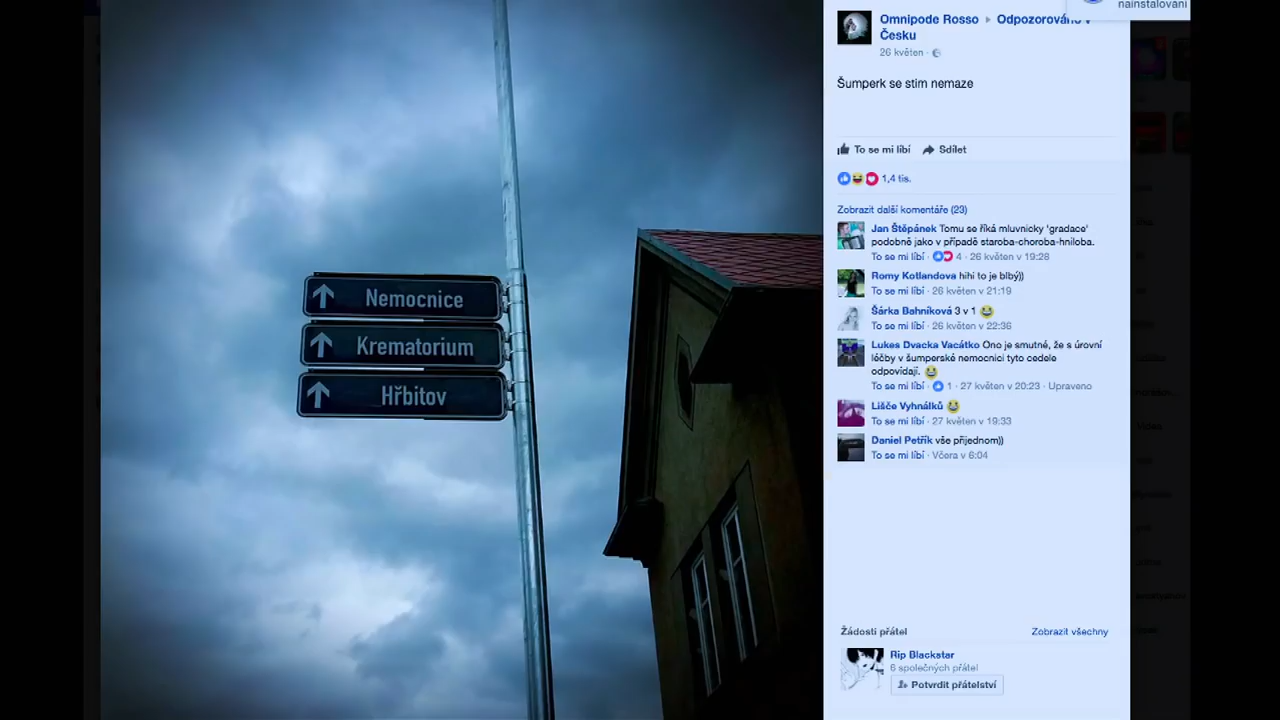 Nemocnice
Krematorium
Hřbitov
nainstalování
Omnipode Rosso ▸ Odpozorováno v
Česku
26 květen ·
Šumperk se stim nemaze
To se mi líbí Sdílet
1,4 tis.
Zobrazit další komentáře (23)
Jan Štěpánek Tomu se říká mluvnicky 'gradace'
podobně jako v případě staroba-choroba-hniloba.
To se mi líbí · 4 · 26 květen v 19:28
Romy Kotlandova hihi to je blbý))
To se mi líbí · 26 květen v 21:19
Šárka Bahníková 3 v 1 😂
To se mi líbí · 26 květen v 22:36
Lukes Dvacka Vacátko Ono je smutné, že s úrovní
léčby v šumperské nemocnici tyto cedele
odpovídají. 😂
To se mi líbí · 1 · 27 květen v 20:23 · Upraveno
Lišče Vyhnálků 😂
To se mi líbí · 27 květen v 19:33
Daniel Petřík vše přijednom))
To se mi líbí · Včera v 6:04
Žádosti přátel Zobrazit všechny
Rip Blackstar
6 společných přátel
Potvrdit přátelství